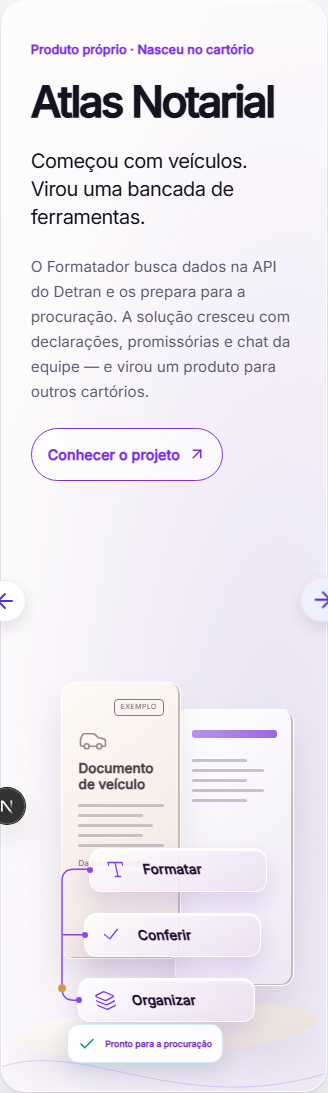 Produto próprio · Nasceu no cartório
Atlas Notarial
Começou com veículos.
Virou uma bancada de
ferramentas.
O Formatador busca dados na API
do Detran e os prepara para a
procuração. A solução cresceu com
declarações, promissórias e chat da
equipe — e virou um produto para
outros cartórios.
Conhecer o projeto
EXEMPLO
Documento
de veículo
Formatar
Conferir
Organizar
Pronto para a procuração
N